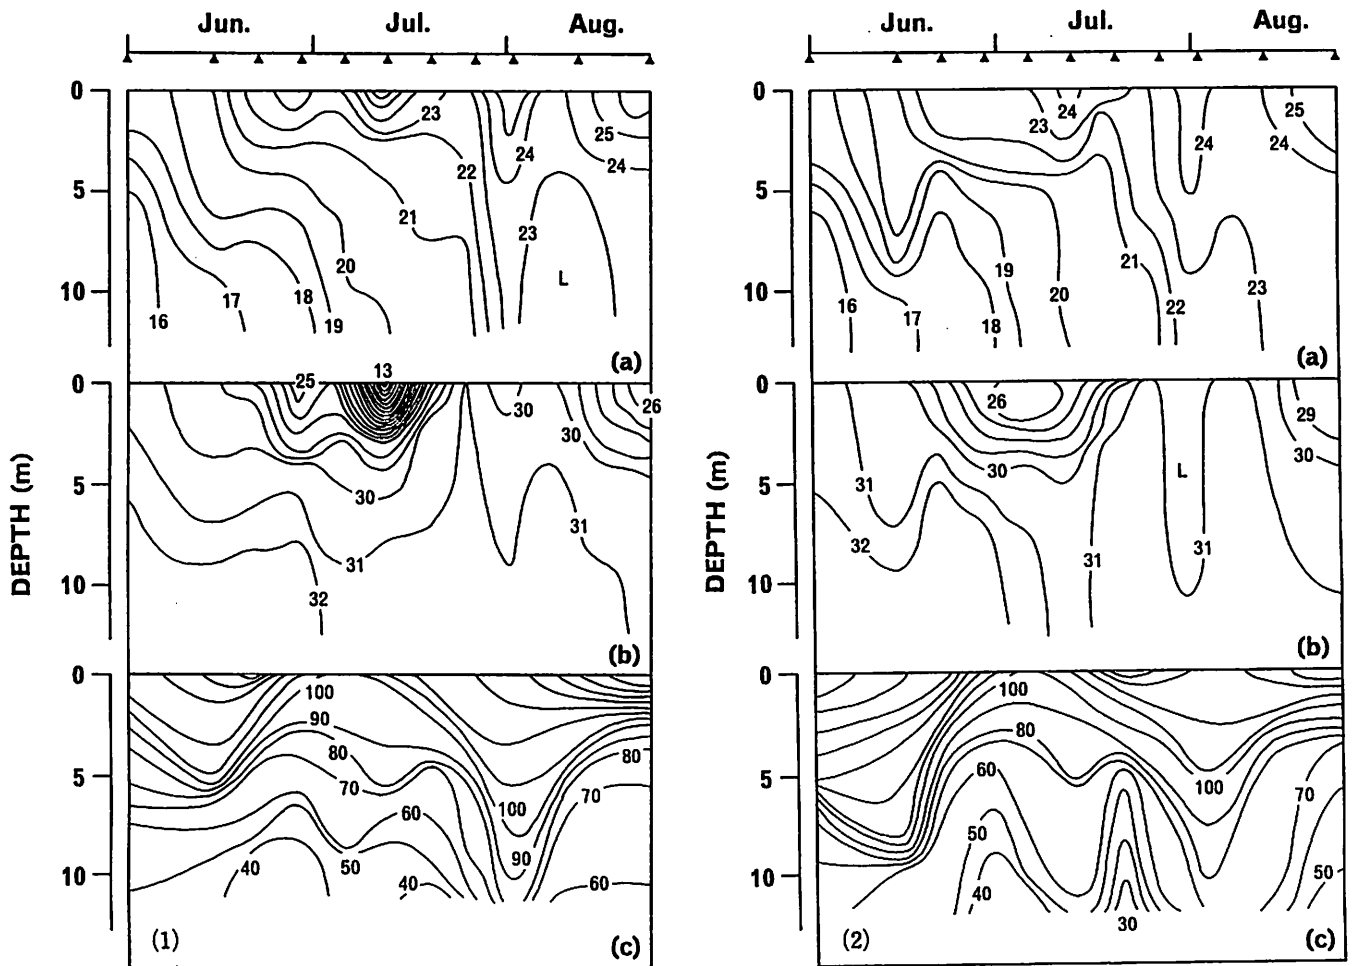 Jun. Jul. Aug. Jun. Jul. Aug.
0 23 25 0 24 25
24 24 23 24 24
22
5 21 23 5
20 L 21
10 17 18 10 16 19 20 22 23
16 19 17 18
(a) (a)
13
0 25 30 26 0 26 29
30 30 30
DEPTH (m) 5 30 DEPTH (m) 5 31 L
31 32 31 31
31
10 32 10
(b) (b)
0 100 0 100
90 80
80 80
5 70 70 5 60 100 70
60 100
50
40 50 90
10 40 60 10 40 50
30
(1) (c) (2) (c)